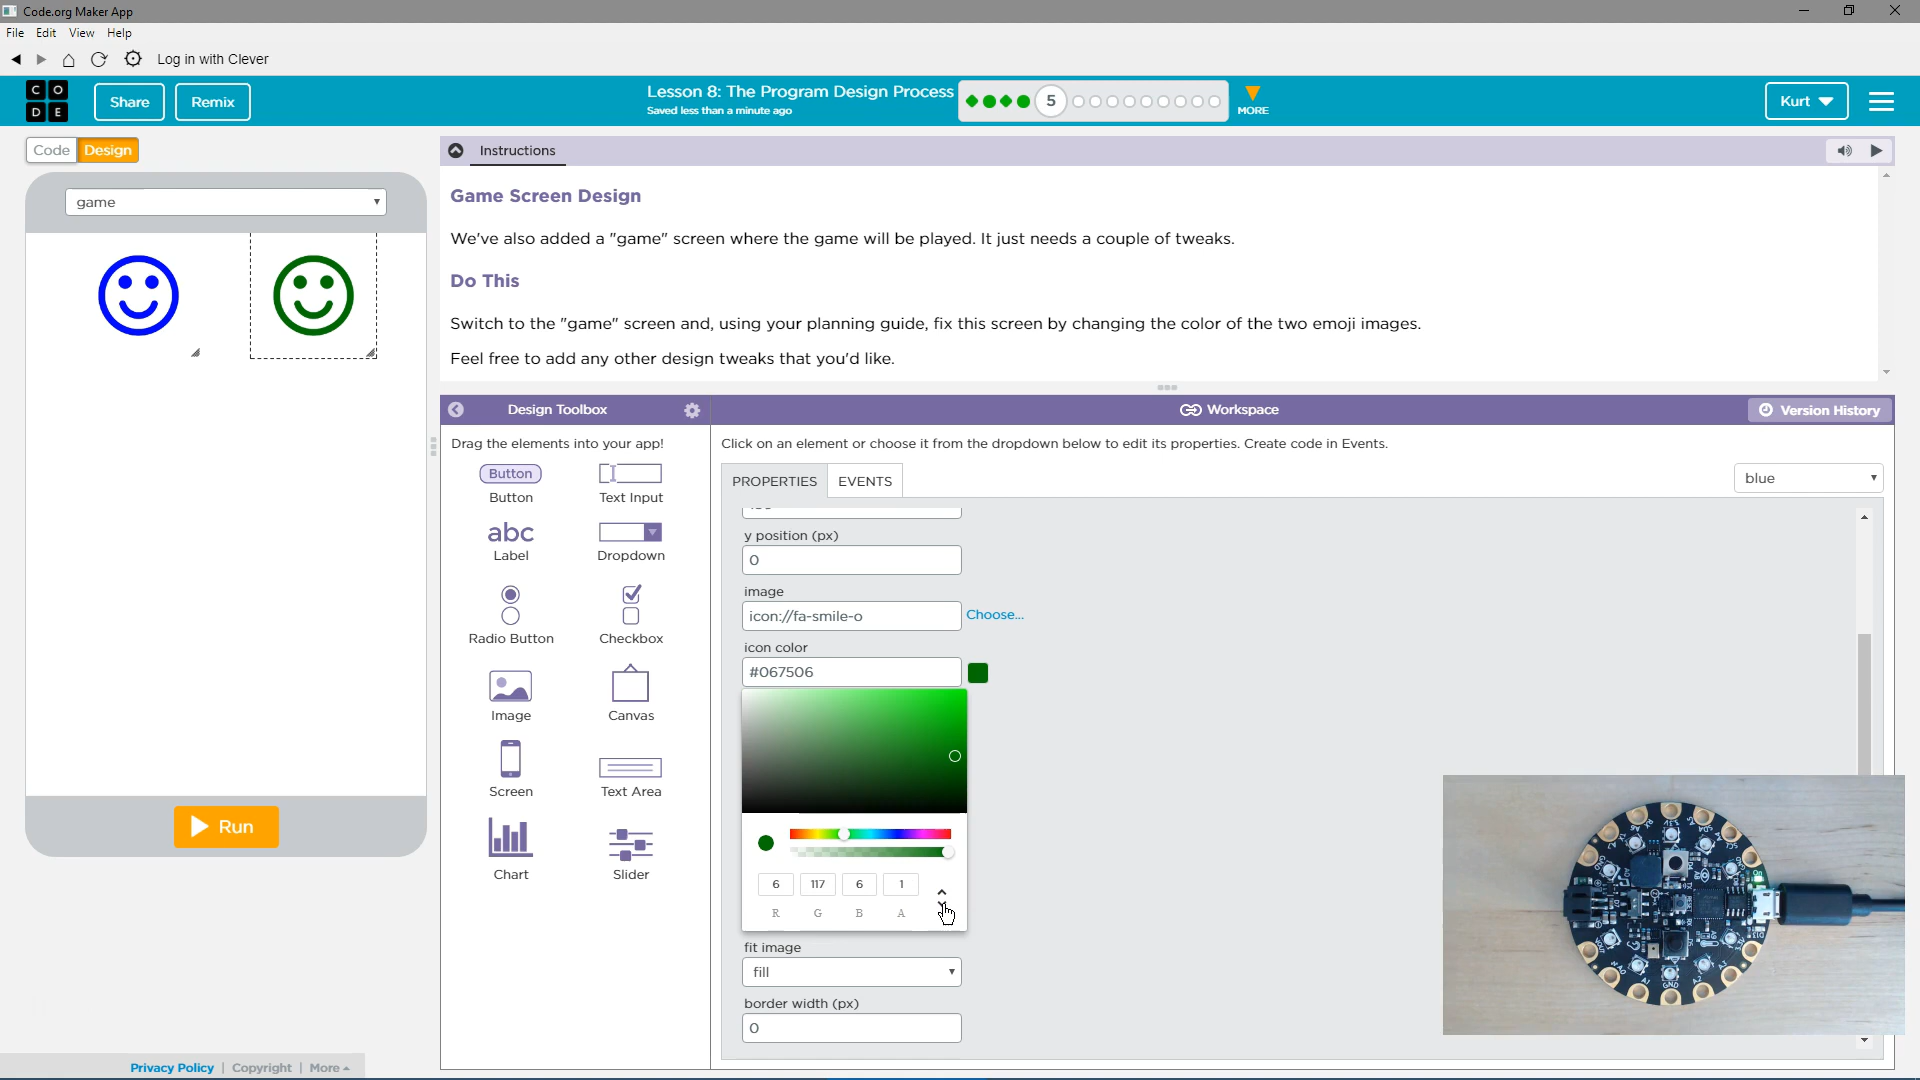 Code.org Maker App
File Edit View Help
Log in with Clever
C O D E
Share
Remix
Lesson 8: The Program Design Process
Saved less than a minute ago
5
MORE
Kurt
Code
Design
game
Run
Instructions
Game Screen Design
We've also added a "game" screen where the game will be played. It just needs a couple of tweaks.
Do This
Switch to the "game" screen and, using your planning guide, fix this screen by changing the color of the two emoji images.
Feel free to add any other design tweaks that you'd like.
Design Toolbox
Workspace
Version History
Drag the elements into your app!
Button
Button
Text Input
abc
Label
Dropdown
Radio Button
Checkbox
Image
Canvas
Screen
Text Area
Chart
Slider
Click on an element or choose it from the dropdown below to edit its properties. Create code in Events.
PROPERTIES
EVENTS
blue
y position (px)
0
image
icon://fa-smile-o
Choose...
icon color
#067506
6 117 6 1
R G B A
fit image
fill
border width (px)
0
Privacy Policy | Copyright | More